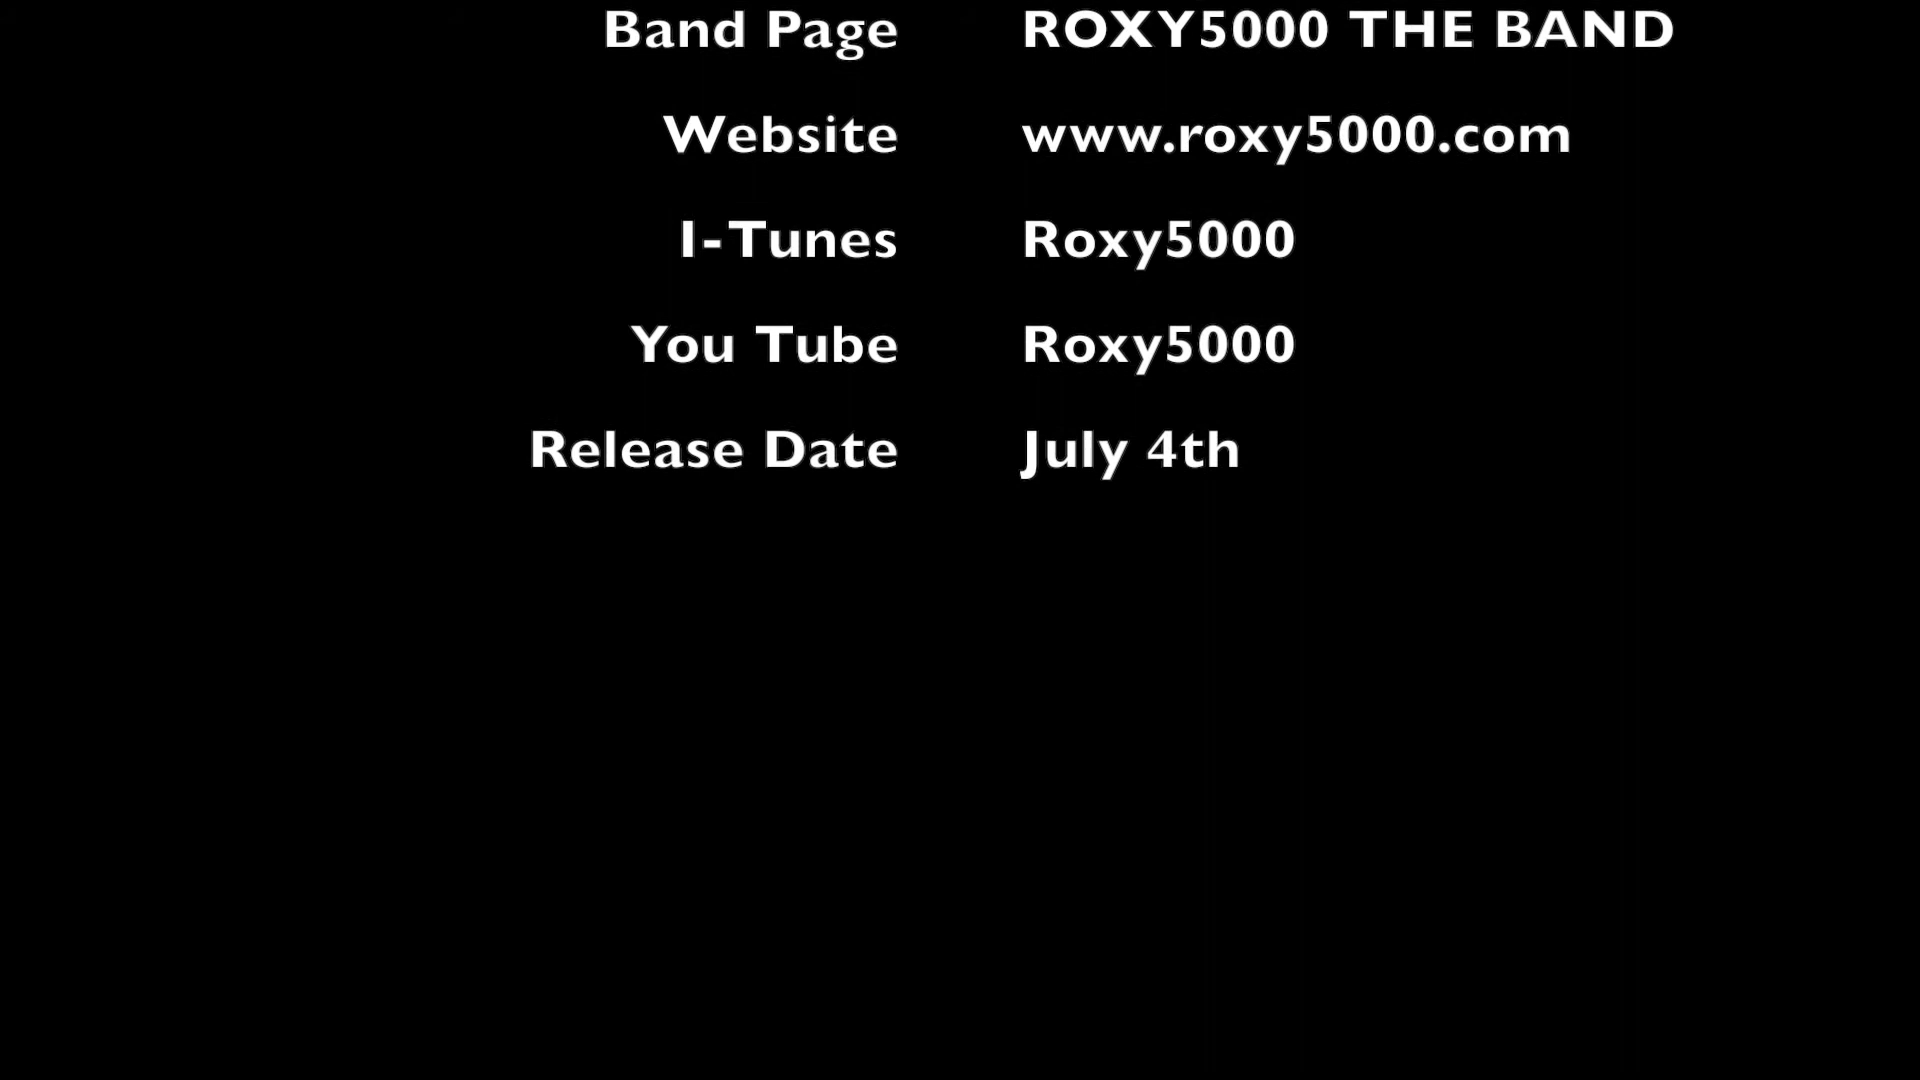 Band Page ROXY5000 THE BAND
Website www.roxy5000.com
I-Tunes Roxy5000
You Tube Roxy5000
Release Date July 4th